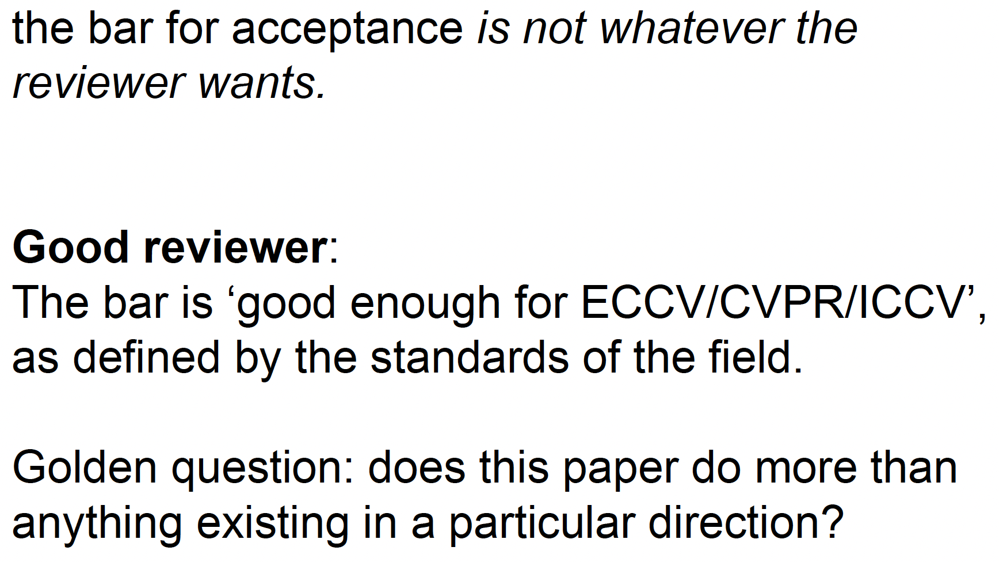 the bar for acceptance is not whatever the
reviewer wants.
Good reviewer:
The bar is ‘good enough for ECCV/CVPR/ICCV’,
as defined by the standards of the field.
Golden question: does this paper do more than
anything existing in a particular direction?